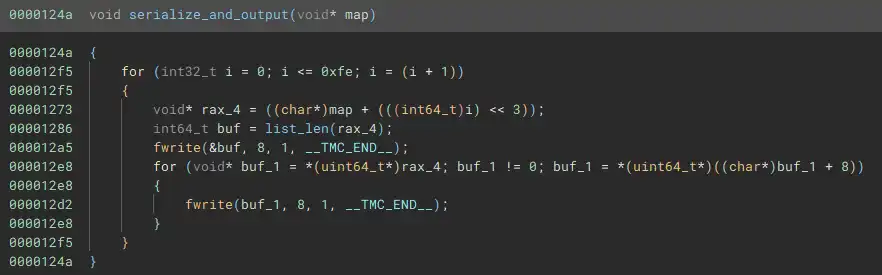 0000124a void serialize_and_output(void* map)
0000124a {
000012f5 for (int32_t i = 0; i <= 0xfe; i = (i + 1))
000012f5 {
00001273 void* rax_4 = ((char*)map + (((int64_t)i) << 3));
00001286 int64_t buf = list_len(rax_4);
000012a5 fwrite(&buf, 8, 1, __TMC_END__);
000012e8 for (void* buf_1 = *(uint64_t*)rax_4; buf_1 != 0; buf_1 = *(uint64_t*)((char*)buf_1 + 8))
000012e8 {
000012d2 fwrite(buf_1, 8, 1, __TMC_END__);
000012e8 }
000012f5 }
0000124a }